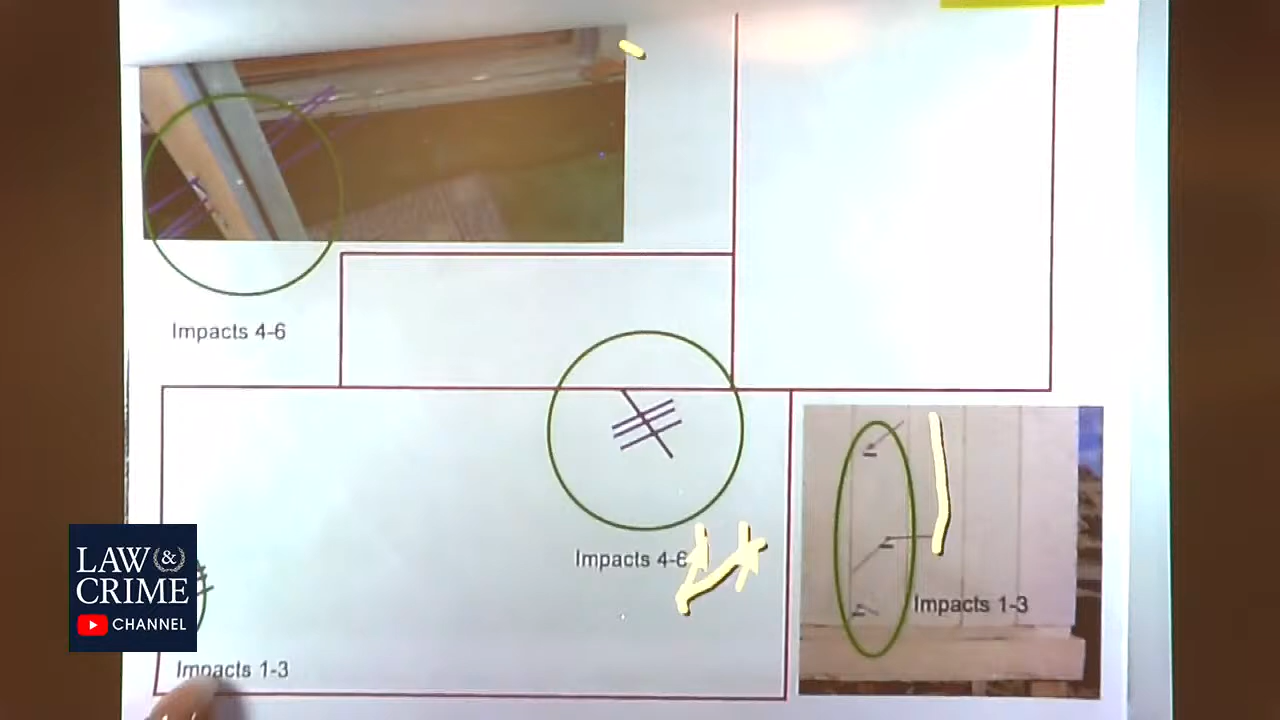 Impacts 4-6
Impacts 4-6
Impacts 1-3
LAW &
CRIME
CHANNEL
Impacts 1-3